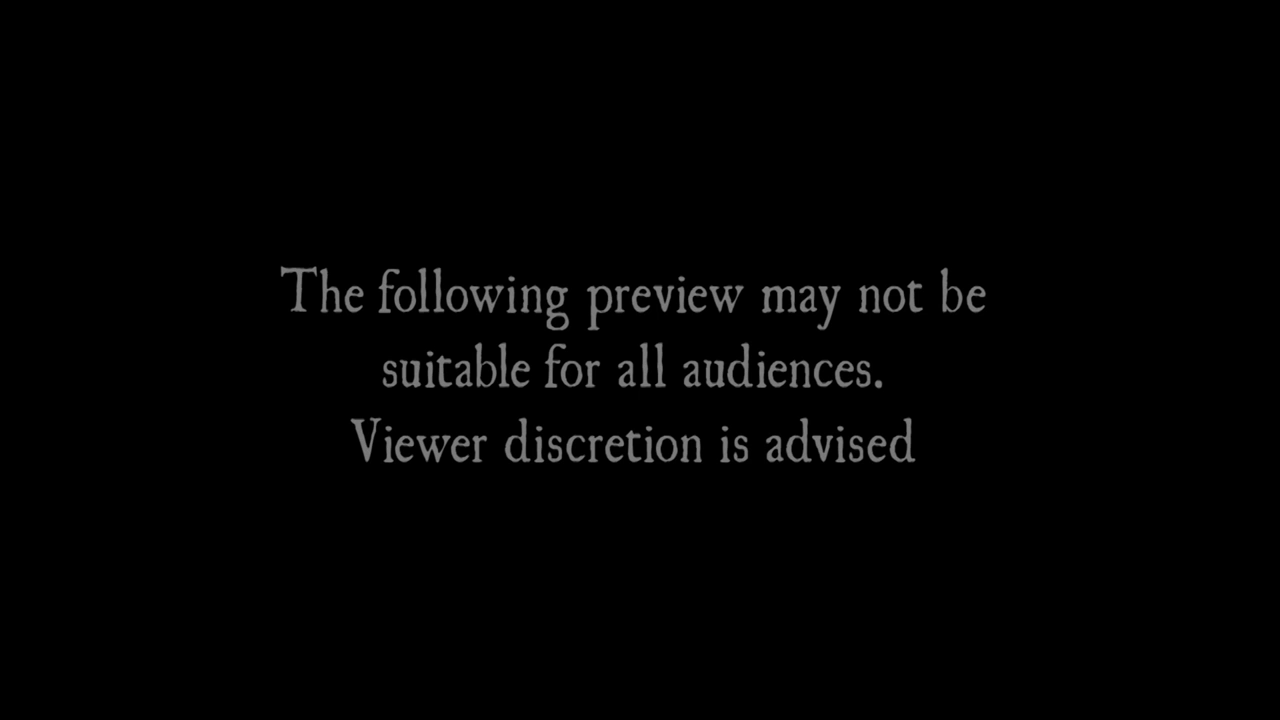 The following preview may not be
suitable for all audiences.
Viewer discretion is advised